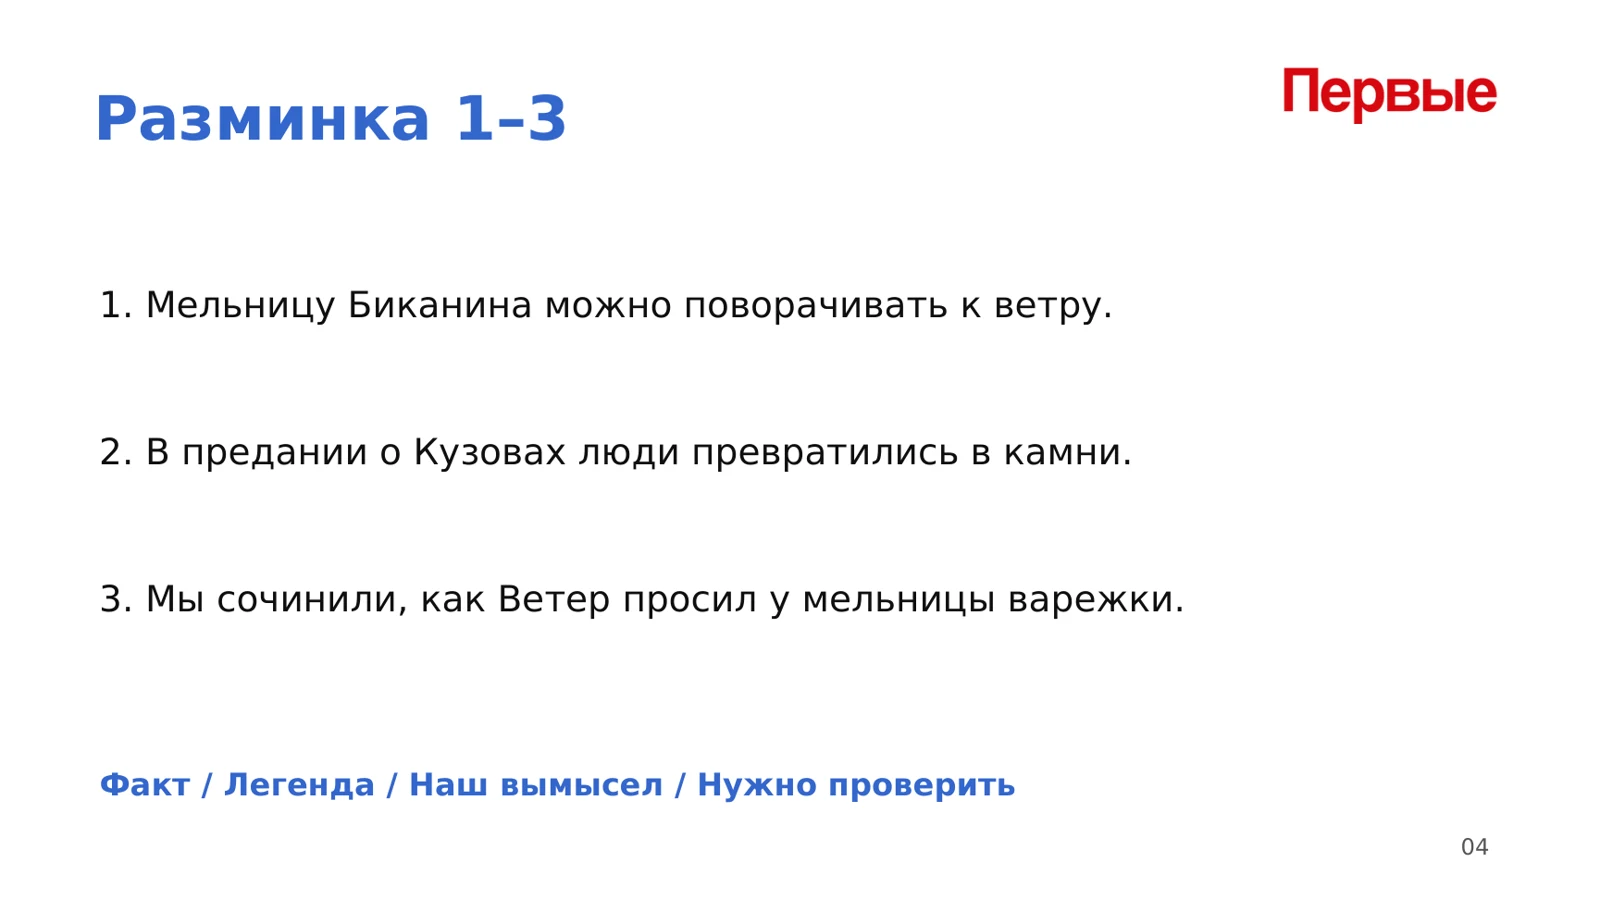 Первые
Разминка 1–3
1. Мельницу Биканина можно поворачивать к ветру.
2. В предании о Кузовах люди превратились в камни.
3. Мы сочинили, как Ветер просил у мельницы варежки.
Факт / Легенда / Наш вымысел / Нужно проверить
04